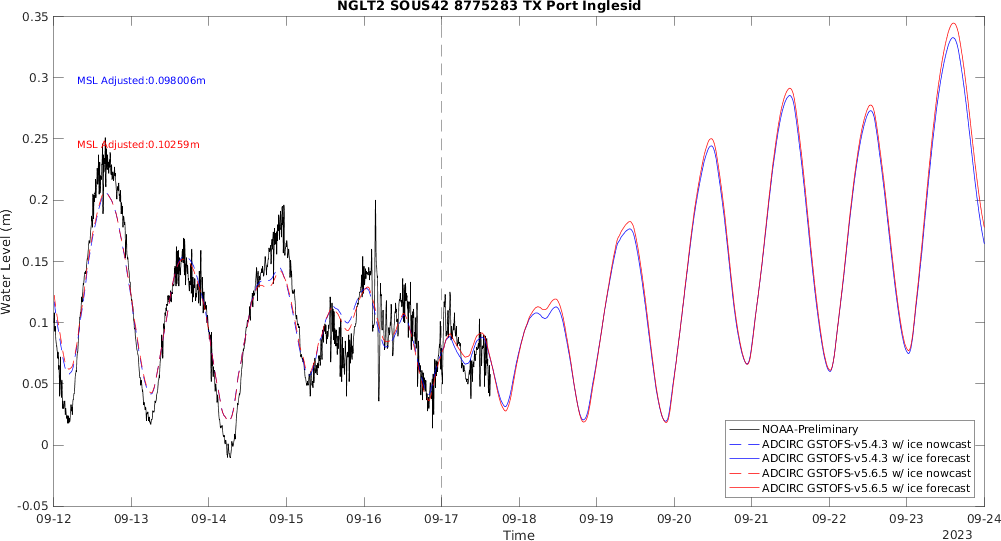 NGLT2 SOUS42 8775283 TX Port Inglesid
0.35
0.3
0.25
0.2
0.15
0.1
0.05
0
-0.05
Water Level (m)
MSL Adjusted:0.098006m
MSL Adjusted:0.10259m
NOAA-Preliminary
ADCIRC GSTOFS-v5.4.3 w/ ice nowcast
ADCIRC GSTOFS-v5.4.3 w/ ice forecast
ADCIRC GSTOFS-v5.6.5 w/ ice nowcast
ADCIRC GSTOFS-v5.6.5 w/ ice forecast
09-12 09-13 09-14 09-15 09-16 09-17 09-18 09-19 09-20 09-21 09-22 09-23 09-24
Time
2023